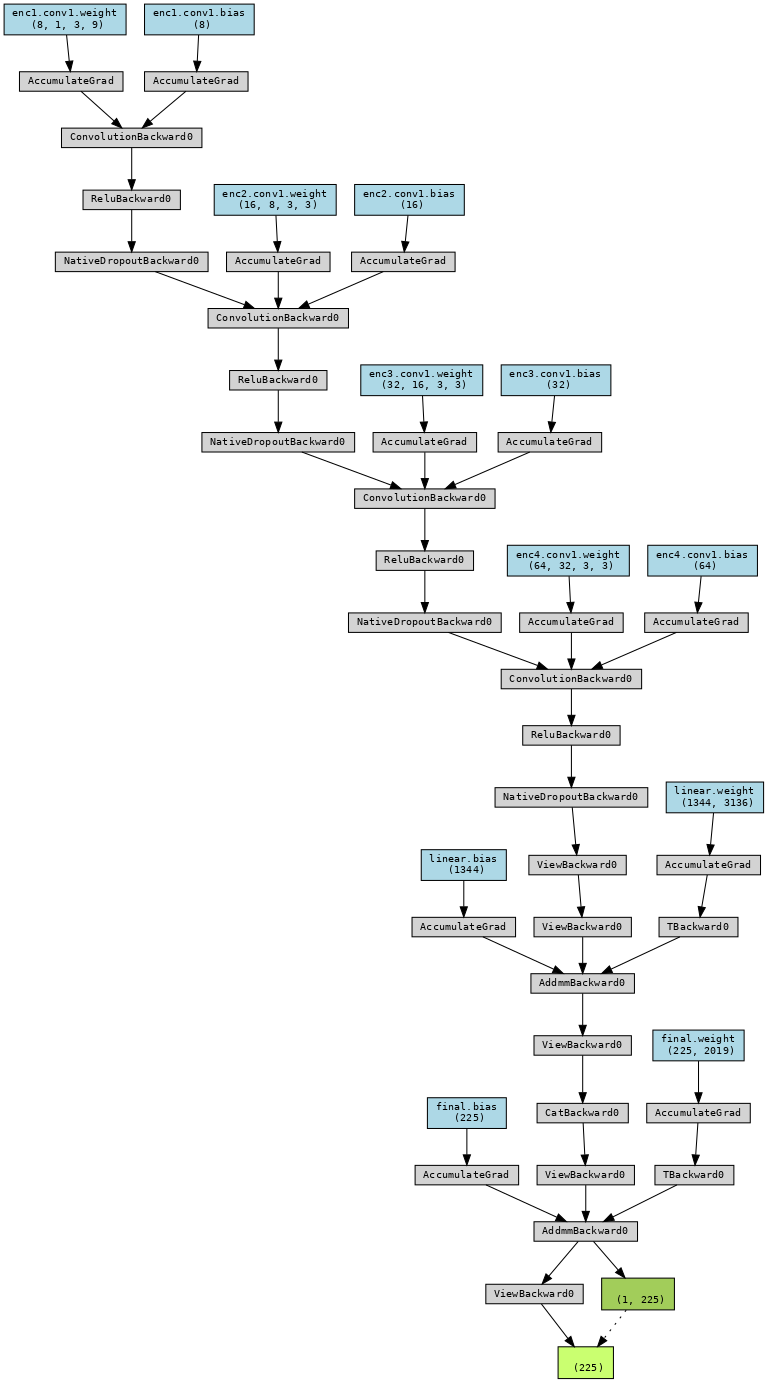 enc1.conv1.weight
(8, 1, 3, 9)
enc1.conv1.bias
(8)
AccumulateGrad
AccumulateGrad
ConvolutionBackward0
ReluBackward0
enc2.conv1.weight
(16, 8, 3, 3)
enc2.conv1.bias
(16)
NativeDropoutBackward0
AccumulateGrad
AccumulateGrad
ConvolutionBackward0
ReluBackward0
enc3.conv1.weight
(32, 16, 3, 3)
enc3.conv1.bias
(32)
NativeDropoutBackward0
AccumulateGrad
AccumulateGrad
ConvolutionBackward0
ReluBackward0
enc4.conv1.weight
(64, 32, 3, 3)
enc4.conv1.bias
(64)
NativeDropoutBackward0
AccumulateGrad
AccumulateGrad
ConvolutionBackward0
ReluBackward0
NativeDropoutBackward0
linear.weight
(1344, 3136)
linear.bias
(1344)
ViewBackward0
AccumulateGrad
AccumulateGrad
ViewBackward0
TBackward0
AddmmBackward0
ViewBackward0
final.weight
(225, 2019)
final.bias
(225)
CatBackward0
AccumulateGrad
AccumulateGrad
ViewBackward0
TBackward0
AddmmBackward0
ViewBackward0
(1, 225)
(225)